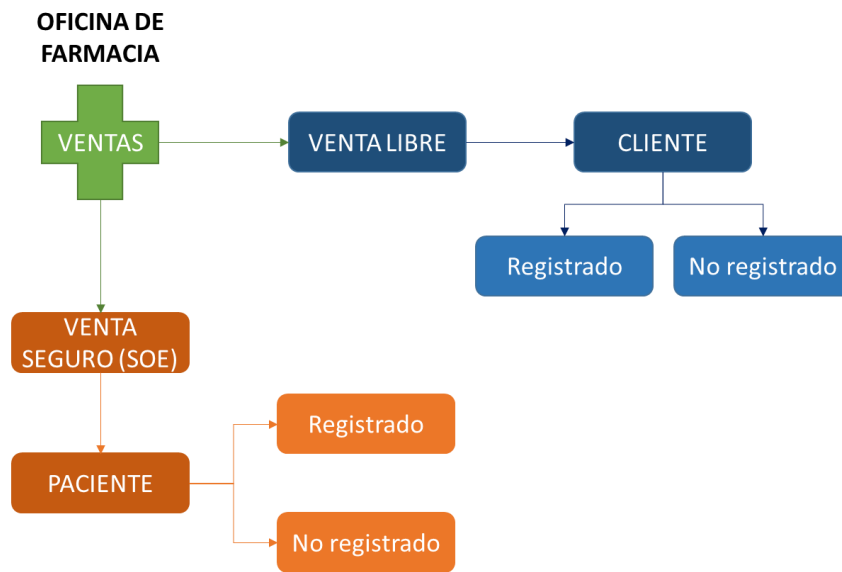 OFICINA DE
FARMACIA
VENTAS
VENTA LIBRE
CLIENTE
Registrado
No registrado
VENTA
SEGURO (SOE)
Registrado
PACIENTE
No registrado